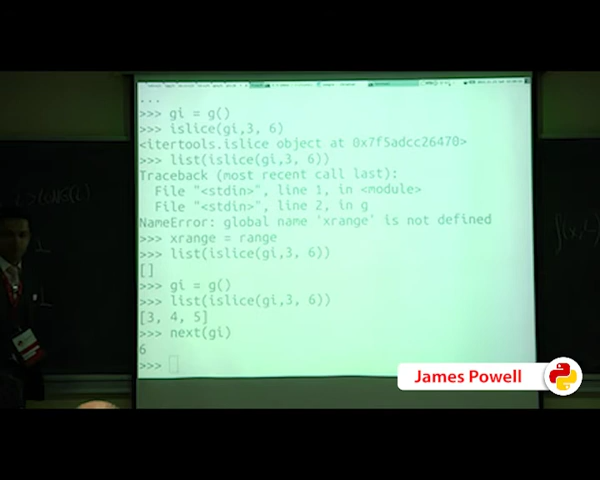 ...
>>> gi = g()
>>> islice(gi,3, 6)
<itertools.islice object at 0x7f5adcc26470>
>>> list(islice(gi,3, 6))
Traceback (most recent call last):
File "<stdin>", line 1, in <module>
File "<stdin>", line 2, in g
NameError: global name 'xrange' is not defined
>>> xrange = range
>>> list(islice(gi,3, 6))
[]
>>> gi = g()
>>> list(islice(gi,3, 6))
[3, 4, 5]
>>> next(gi)
6
>>>
James Powell